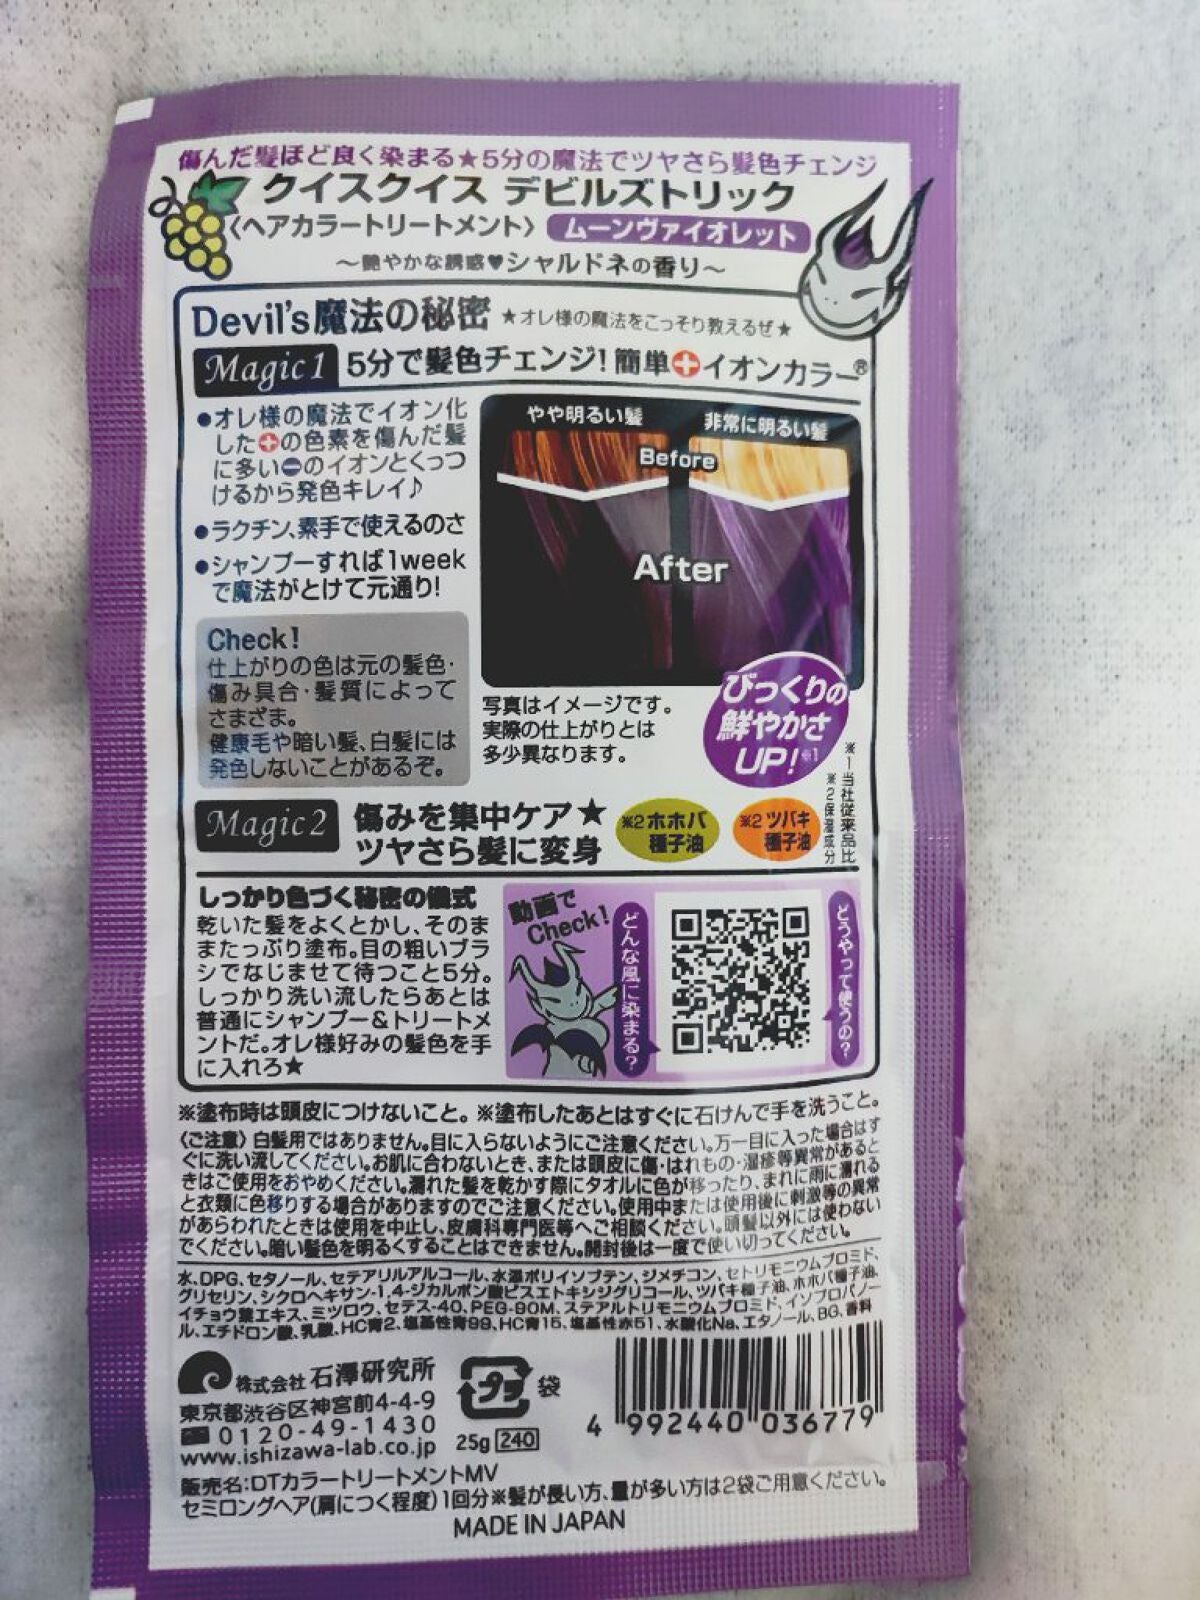 傷んだ髪ほど良く染まる★5分の魔法でツヤさら髪色チェンジ
クイスクイス デビルズトリック
〈ヘアカラートリートメント〉 ムーンヴァイオレット
～艶やかな誘惑♥シャルドネの香り～
Devil's魔法の秘密 ★オレ様の魔法をこっそり教えるぜ★
Magic1 5分で髪色チェンジ!簡単➕イオンカラー®
●オレ様の魔法でイオン化
した➕の色素を傷んだ髪
に多い➖のイオンとくっつ
けるから発色キレイ♪
●ラクチン、素手で使えるのさ
●シャンプーすれば1week
で魔法がとけて元通り!
やや明るい髪 非常に明るい髪
Before
After
Check!
仕上がりの色は元の髪色・
傷み具合・髪質によって
さまざま。
健康毛や暗い髪、白髪には
発色しないことがあるぞ。
写真はイメージです。
実際の仕上がりとは
多少異なります。
びっくりの
鮮やかさ
UP!※1
※1当社従来品比
※2保湿成分
Magic2 傷みを集中ケア★
ツヤさら髪に変身
※2ホホバ
種子油
※2ツバキ
種子油
しっかり色づく秘密の儀式
乾いた髪をよくとかし、そのま
またっぷり塗布。目の粗いブラ
シでなじませて待つこと5分。
しっかり洗い流したらあとは
普通にシャンプー&トリートメ
ントだ。オレ様好みの髪色を手
に入れろ★
動画で
Check!
どんな風に染まる?
どうやって使うの?
※塗布時は頭皮につけないこと。※塗布したあとはすぐに石けんで手を洗うこと。
〈ご注意〉白髪用ではありません。目に入らないようにご注意ください。万一目に入った場合はす
ぐに洗い流してください。お肌に合わないとき、または頭皮に傷・はれもの・湿疹等異常があると
きはご使用をおやめください。濡れた髪を乾かす際にタオルに色が移ったり、まれに雨に濡れる
と衣類に色移りする場合がありますのでご注意ください。使用中または使用後に刺激等の異常
があらわれたときは使用を中止し、皮膚科専門医等へご相談ください。頭髪以外には使わない
でください。暗い髪色を明るくすることはできません。開封後は一度で使い切ってください。
水、DPG、セタノール、セテアリルアルコール、水添ポリイソブテン、ジメチコン、セトリモニウムブロミド、
グリセリン、シクロヘキサン-1,4-ジカルボン酸ビスエトキシジグリコール、ツバキ種子油、ホホバ種子油、
イチョウ葉エキス、ミツロウ、セテス-40、PEG-90M、ステアルトリモニウムブロミド、イソプロパノー
ル、エチドロン酸、乳酸、HC青2、塩基性青99、HC青15、塩基性赤51、水酸化Na、エタノール、BG、香料
株式会社 石澤研究所
東京都渋谷区神宮前4-4-9
0120-49-1430
www.ishizawa-lab.co.jp
プラ 袋
25g 240
4 992440 036779
販売名:DTカラートリートメントMV
セミロングヘア(肩につく程度)1回分※髪が長い方、量が多い方は2袋ご用意ください。
MADE IN JAPAN